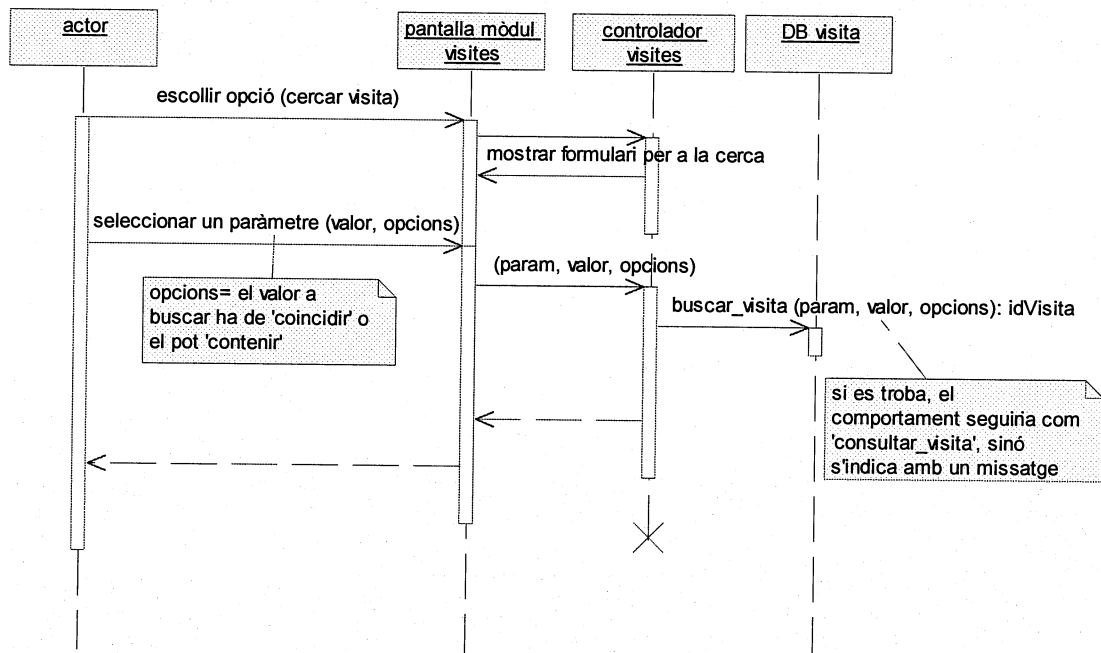 actor
pantalla mòdul
visites
controlador
visites
DB visita
escollir opció (cercar visita)
mostrar formulari per a la cerca
seleccionar un paràmetre (valor, opcions)
(param, valor, opcions)
opcions= el valor a
buscar ha de 'coincidir' o
el pot 'contenir'
buscar_visita (param, valor, opcions): idVisita
si es troba, el
comportament seguiria com
'consultar_visita', sinó
s'indica amb un missatge